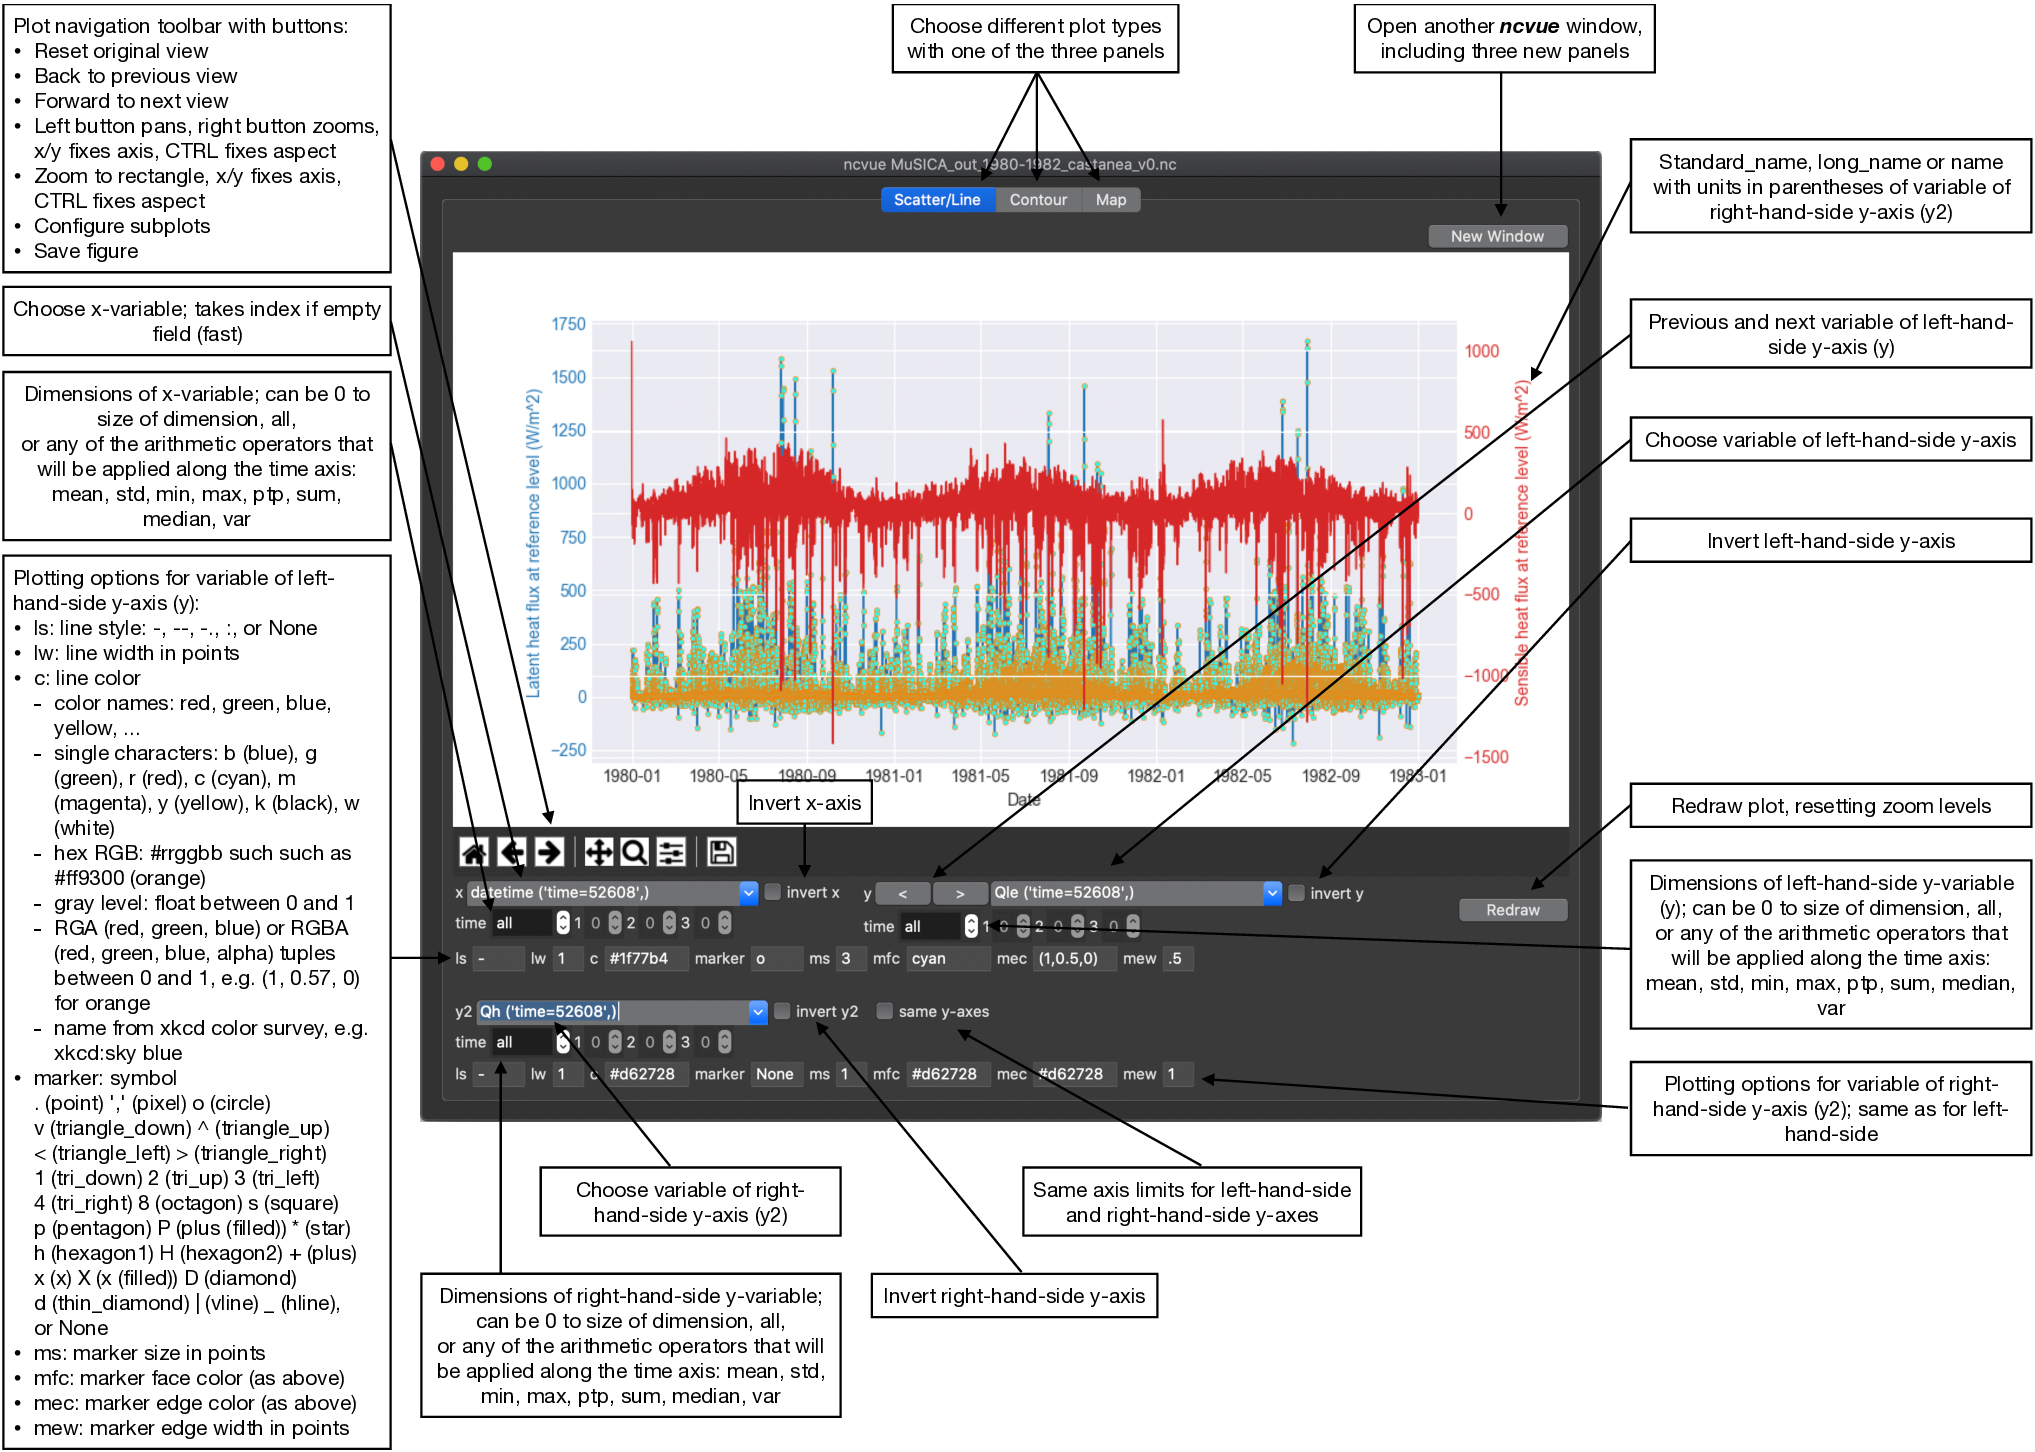 Plot navigation toolbar with buttons:
• Reset original view
• Back to previous view
• Forward to next view
• Left button pans, right button zooms,
x/y fixes axis, CTRL fixes aspect
• Zoom to rectangle, x/y fixes axis,
CTRL fixes aspect
• Configure subplots
• Save figure
Choose x-variable; takes index if empty
field (fast)
Dimensions of x-variable; can be 0 to
size of dimension, all,
or any of the arithmetic operators that
will be applied along the time axis:
mean, std, min, max, ptp, sum,
median, var
Plotting options for variable of left-
hand-side y-axis (y):
• ls: line style: -, --, -., :, or None
• lw: line width in points
• c: line color
- color names: red, green, blue,
yellow, ...
- single characters: b (blue), g
(green), r (red), c (cyan), m
(magenta), y (yellow), k (black), w
(white)
- hex RGB: #rrggbb such such as
#ff9300 (orange)
- gray level: float between 0 and 1
- RGA (red, green, blue) or RGBA
(red, green, blue, alpha) tuples
between 0 and 1, e.g. (1, 0.57, 0)
for orange
- name from xkcd color survey, e.g.
xkcd:sky blue
• marker: symbol
. (point) ',' (pixel) o (circle)
v (triangle_down) ^ (triangle_up)
< (triangle_left) > (triangle_right)
1 (tri_down) 2 (tri_up) 3 (tri_left)
4 (tri_right) 8 (octagon) s (square)
p (pentagon) P (plus (filled)) * (star)
h (hexagon1) H (hexagon2) + (plus)
x (x) X (x (filled)) D (diamond)
d (thin_diamond) | (vline) _ (hline),
or None
• ms: marker size in points
• mfc: marker face color (as above)
• mec: marker edge color (as above)
• mew: marker edge width in points
Choose different plot types
with one of the three panels
Open another ncvue window,
including three new panels
ncvue MuSICA_out_1980-1982_castanea_v0.nc
Scatter/Line Contour Map
New Window
Latent heat flux at reference level (W/m^2)
1750
1500
1250
1000
750
500
250
0
−250
1000
500
0
−500
−1000
−1500
Sensible heat flux at reference level (W/m^2)
1980-01 1980-05 1980-09 1981-01 1981-05 1981-09 1982-01 1982-05 1982-09 1983-01
Date
Invert x-axis
x datetime ('time=52608',) invert x y < > Qle ('time=52608',) invert y
time all 1 0 2 0 3 0 time all 1 0 2 0 3 0 Redraw
ls - lw 1 c #1f77b4 marker o ms 3 mfc cyan mec (1,0.5,0) mew .5
y2 Qh ('time=52608',) invert y2 same y-axes
time all 1 0 2 0 3 0
ls - lw 1 c #d62728 marker None ms 1 mfc #d62728 mec #d62728 mew 1
Standard_name, long_name or name
with units in parentheses of variable of
right-hand-side y-axis (y2)
Previous and next variable of left-hand-
side y-axis (y)
Choose variable of left-hand-side y-axis
Invert left-hand-side y-axis
Redraw plot, resetting zoom levels
Dimensions of left-hand-side y-variable
(y); can be 0 to size of dimension, all,
or any of the arithmetic operators that
will be applied along the time axis:
mean, std, min, max, ptp, sum, median,
var
Plotting options for variable of right-
hand-side y-axis (y2); same as for left-
hand-side
Choose variable of right-
hand-side y-axis (y2)
Same axis limits for left-hand-side
and right-hand-side y-axes
Dimensions of right-hand-side y-variable;
can be 0 to size of dimension, all,
or any of the arithmetic operators that will
be applied along the time axis: mean, std,
min, max, ptp, sum, median, var
Invert right-hand-side y-axis